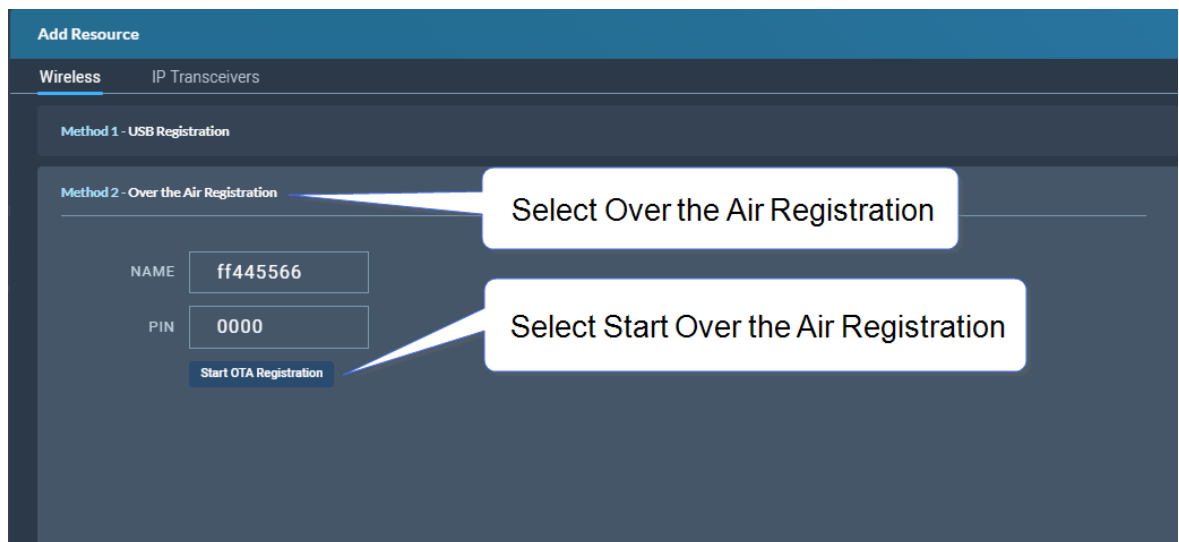 Add Resource
Wireless IP Transceivers
Method 1 - USB Registration
Method 2 - Over the Air Registration
Select Over the Air Registration
NAME ff445566
PIN 0000
Select Start Over the Air Registration
Start OTA Registration